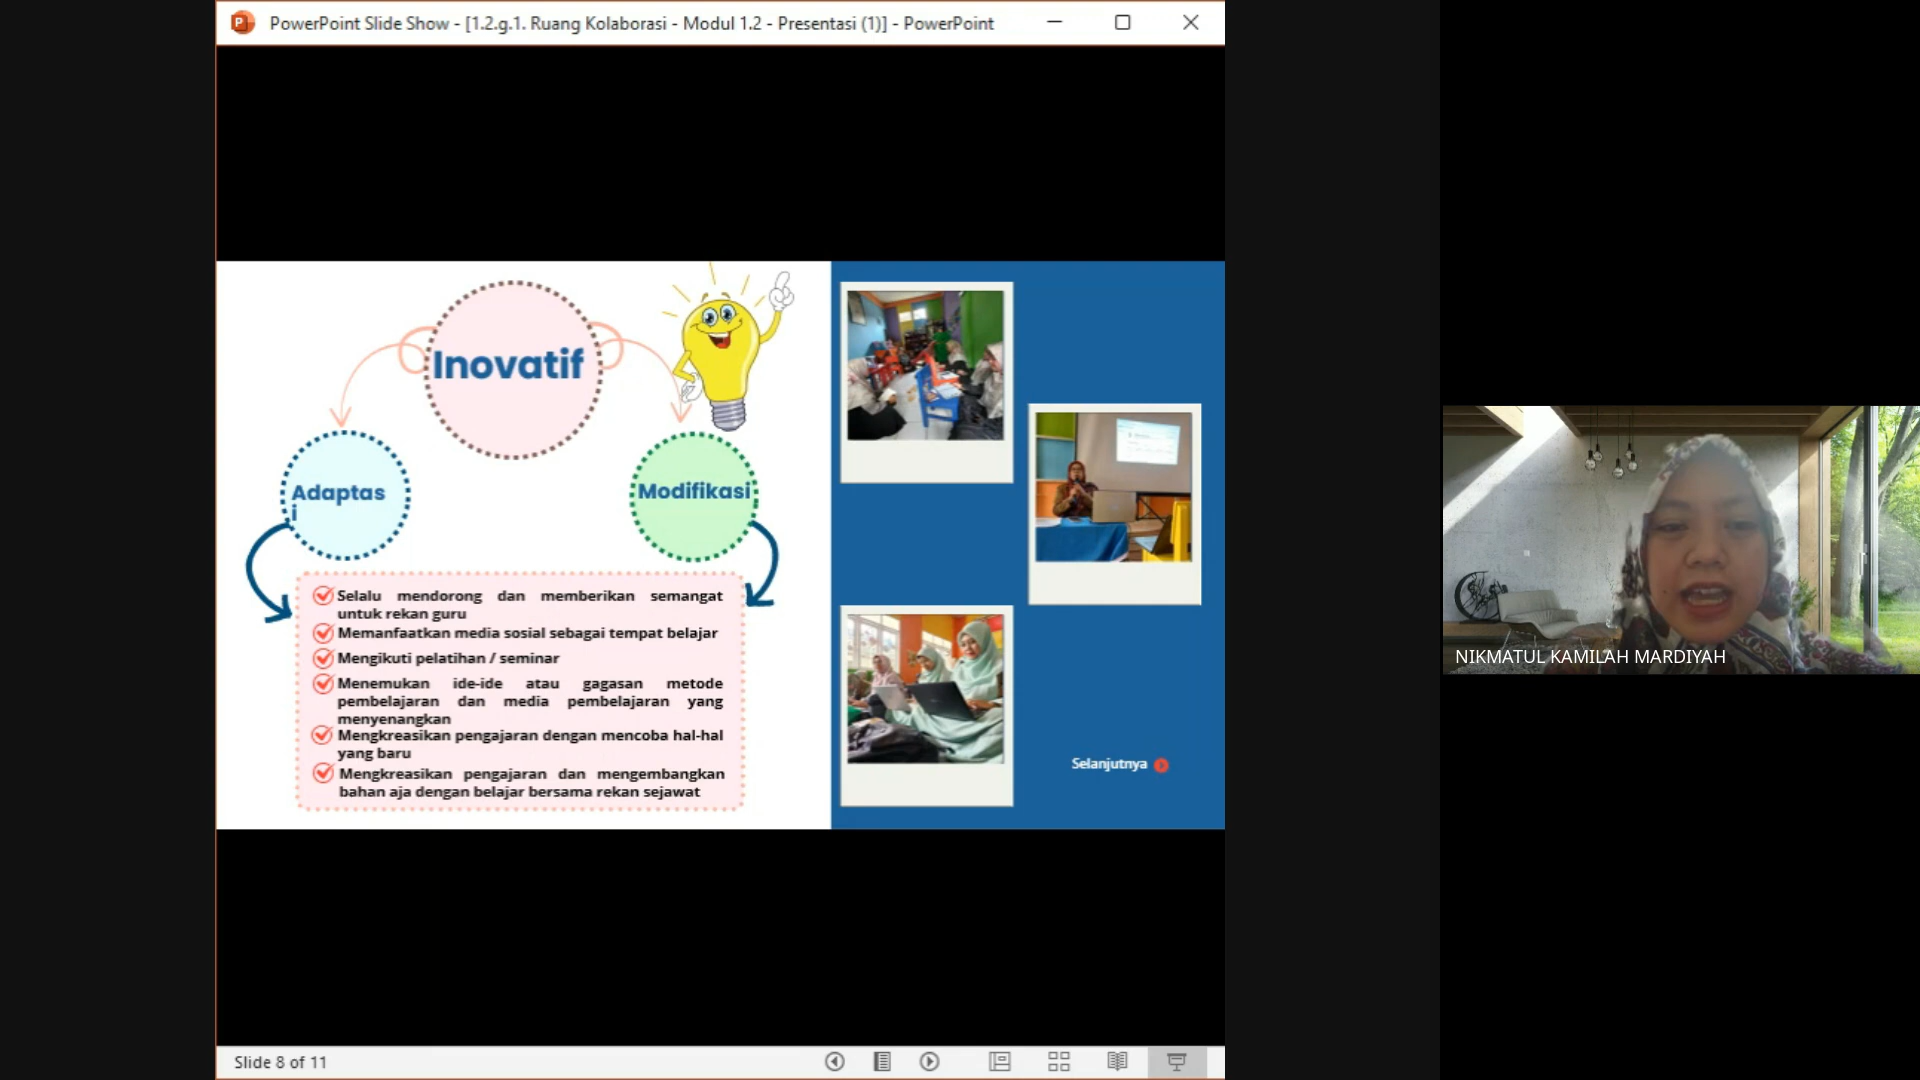 PowerPoint Slide Show - [1.2.g.1. Ruang Kolaborasi - Modul 1.2 - Presentasi (1)] - PowerPoint
Inovatif
Adaptas
i
Modifikasi
Selalu mendorong dan memberikan semangat
untuk rekan guru
Memanfaatkan media sosial sebagai tempat belajar
Mengikuti pelatihan / seminar
Menemukan ide-ide atau gagasan metode
pembelajaran dan media pembelajaran yang
menyenangkan
Mengkreasikan pengajaran dengan mencoba hal-hal
yang baru
Mengkreasikan pengajaran dan mengembangkan
bahan aja dengan belajar bersama rekan sejawat
Selanjutnya
NIKMATUL KAMILAH MARDIYAH
Slide 8 of 11